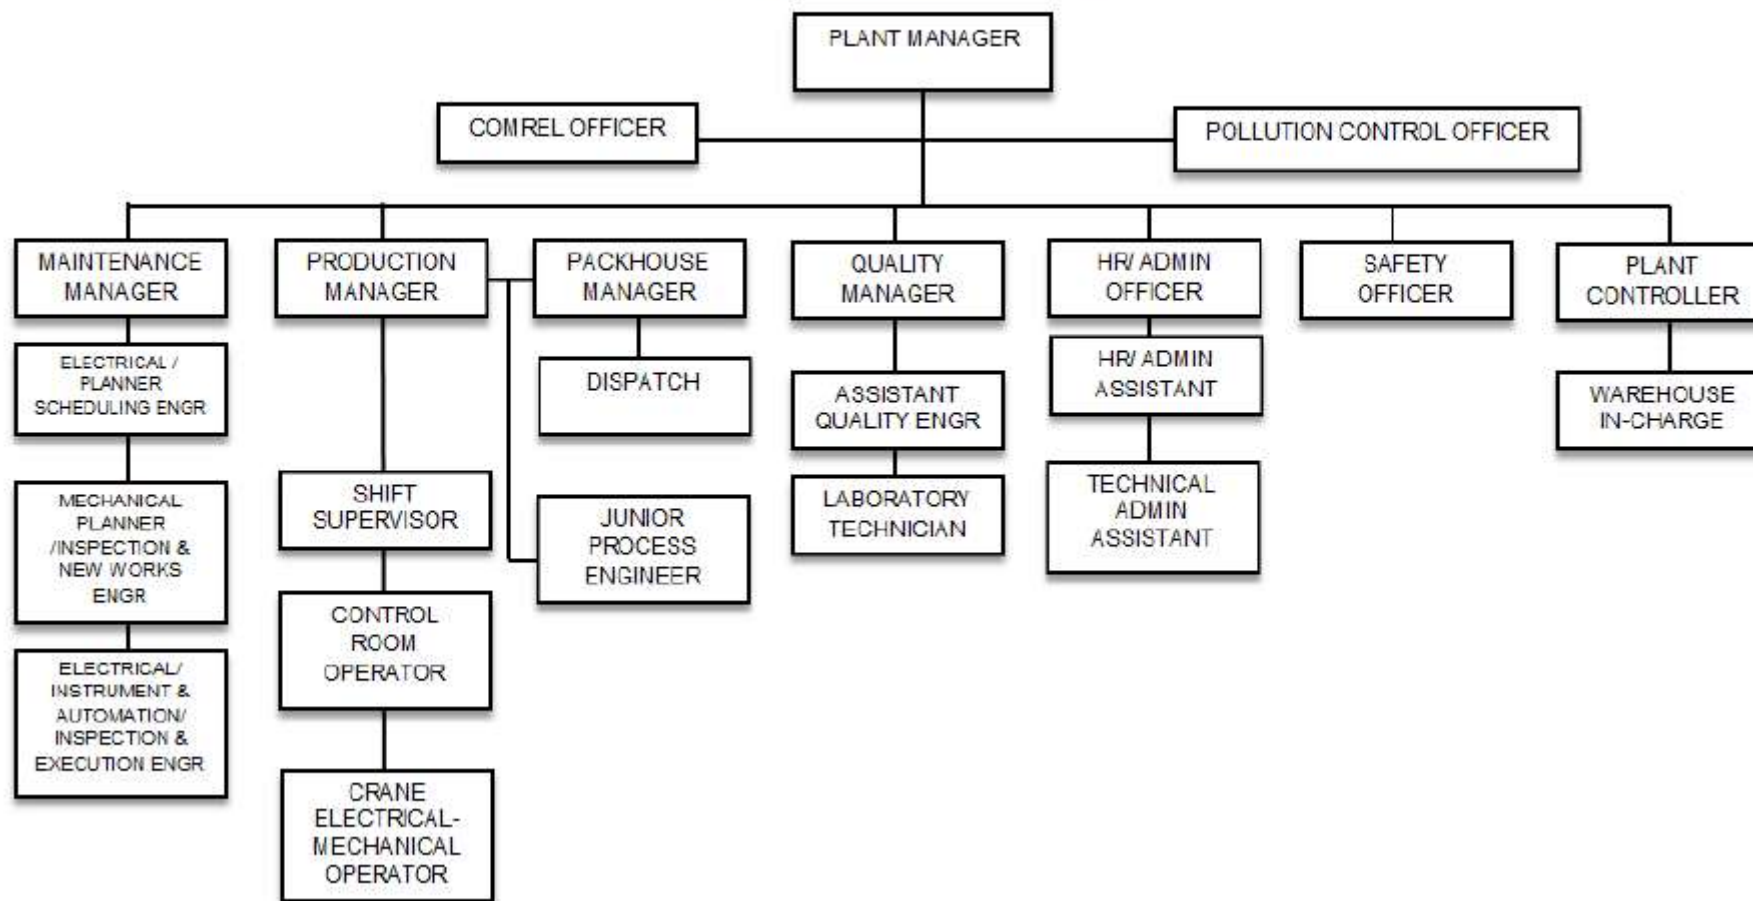 PLANT MANAGER
COMREL OFFICER
POLLUTION CONTROL OFFICER
MAINTENANCE
MANAGER
PRODUCTION
MANAGER
PACKHOUSE
MANAGER
QUALITY
MANAGER
HR/ ADMIN
OFFICER
SAFETY
OFFICER
PLANT
CONTROLLER
ELECTRICAL /
PLANNER
SCHEDULING ENGR
DISPATCH
ASSISTANT
QUALITY ENGR
HR/ ADMIN
ASSISTANT
WAREHOUSE
IN-CHARGE
MECHANICAL
PLANNER
/INSPECTION &
NEW WORKS
ENGR
SHIFT
SUPERVISOR
JUNIOR
PROCESS
ENGINEER
LABORATORY
TECHNICIAN
TECHNICAL
ADMIN
ASSISTANT
CONTROL
ROOM
OPERATOR
ELECTRICAL/
INSTRUMENT &
AUTOMATION/
INSPECTION &
EXECUTION ENGR
CRANE
ELECTRICAL-
MECHANICAL
OPERATOR